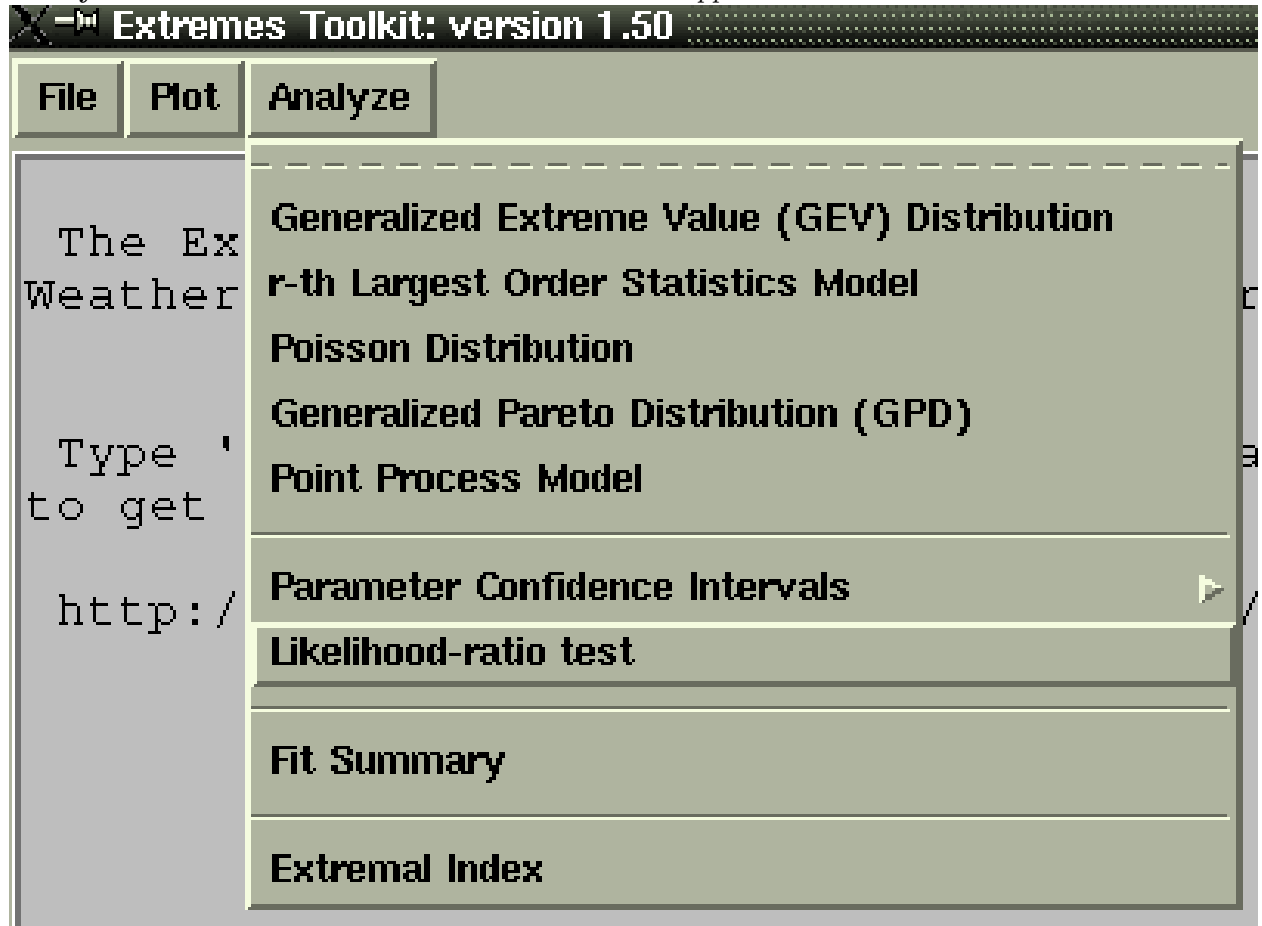 Extremes Toolkit: version 1.50
File Plot Analyze
The Ex
Weather
Type '
to get
http:/
Generalized Extreme Value (GEV) Distribution
r-th Largest Order Statistics Model
Poisson Distribution
Generalized Pareto Distribution (GPD)
Point Process Model
Parameter Confidence Intervals
Likelihood-ratio test
Fit Summary
Extremal Index